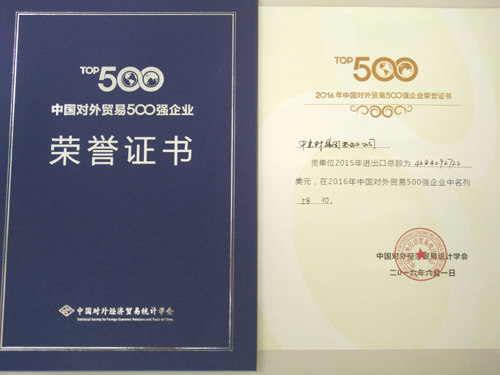 TOP 500
中国对外贸易500强企业
荣誉证书
中国对外经济贸易统计学会
Statistical Society for Foreign Economic Relations and Trade of China
TOP 500
2016年中国对外贸易500强企业荣誉证书
贵单位2015年进出口总额为
美元,在2016年中国对外贸易500强企业中名列
58 位。
中国对外经济贸易统计学会
二〇一六年六月一日